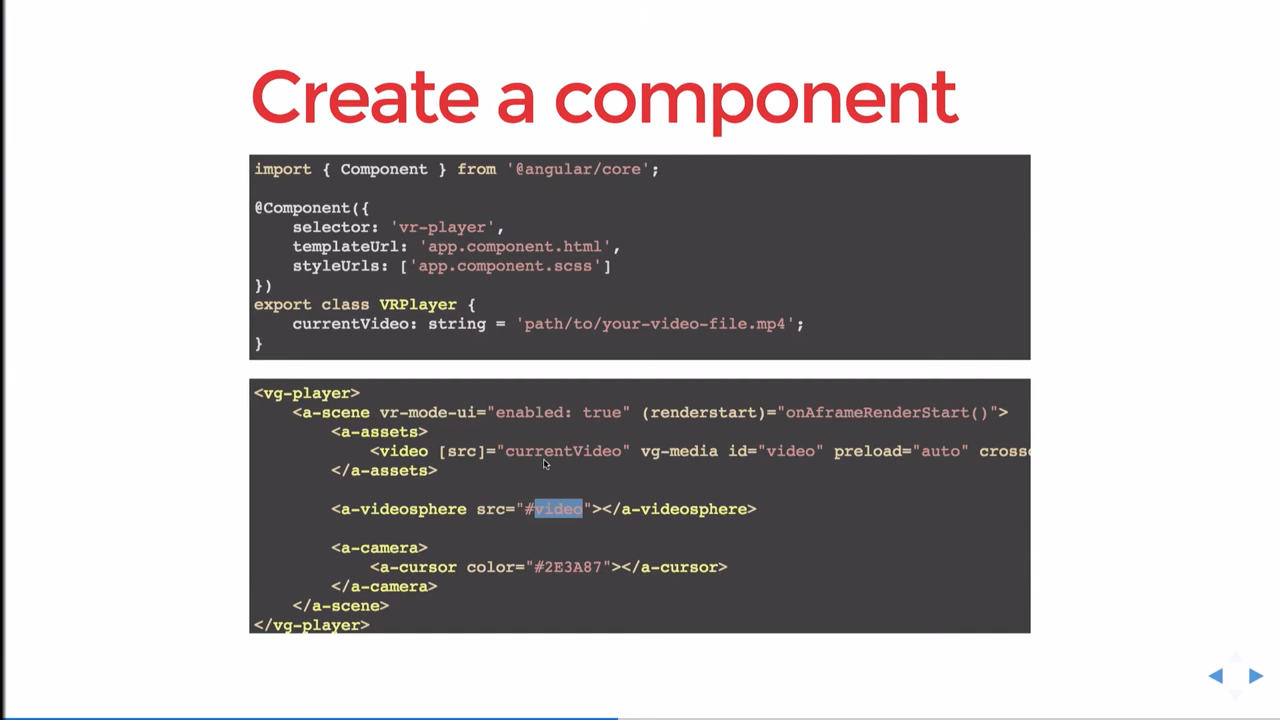 Create a component
import { Component } from '@angular/core';
@Component({
selector: 'vr-player',
templateUrl: 'app.component.html',
styleUrls: ['app.component.scss']
})
export class VRPlayer {
currentVideo: string = 'path/to/your-video-file.mp4';
}
<vg-player>
<a-scene vr-mode-ui="enabled: true" (renderstart)="onAframeRenderStart()">
<a-assets>
<video [src]="currentVideo" vg-media id="video" preload="auto" crosso
</a-assets>
<a-videosphere src="#video"></a-videosphere>
<a-camera>
<a-cursor color="#2E3A87"></a-cursor>
</a-camera>
</a-scene>
</vg-player>